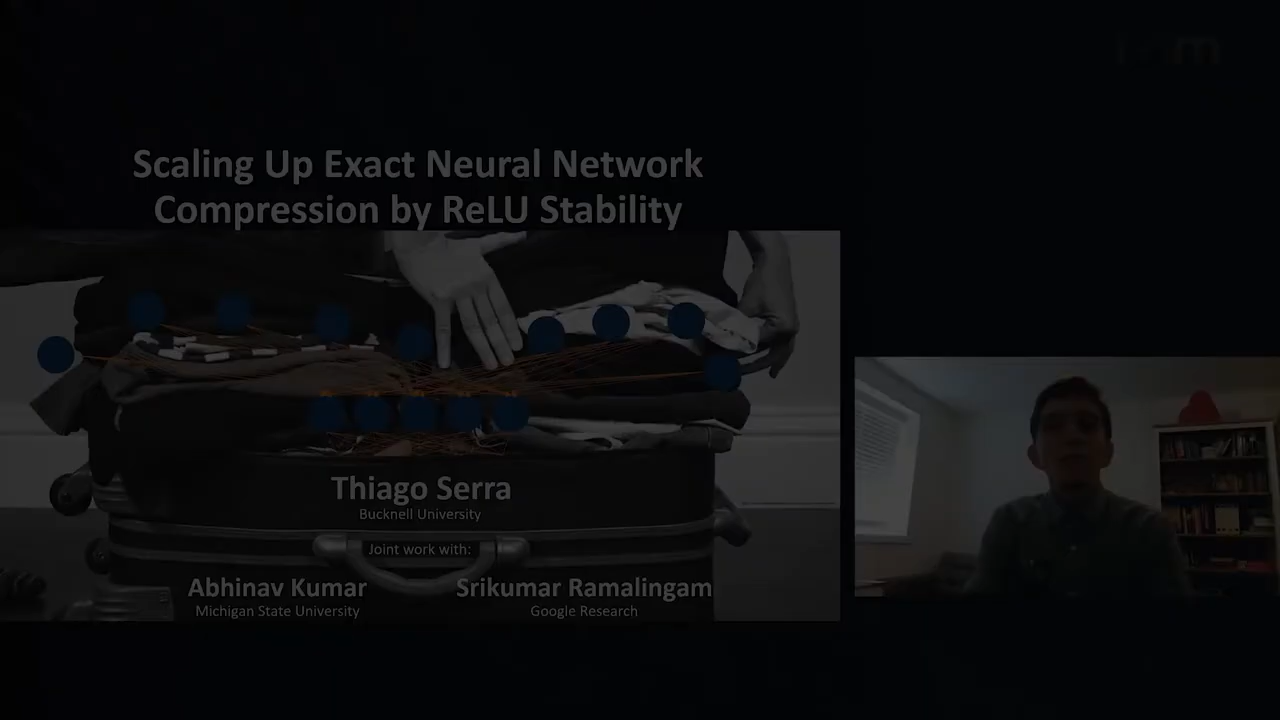 Scaling Up Exact Neural Network
Compression by ReLU Stability
Thiago Serra
Bucknell University
Joint work with:
Abhinav Kumar
Michigan State University
Srikumar Ramalingam
Google Research